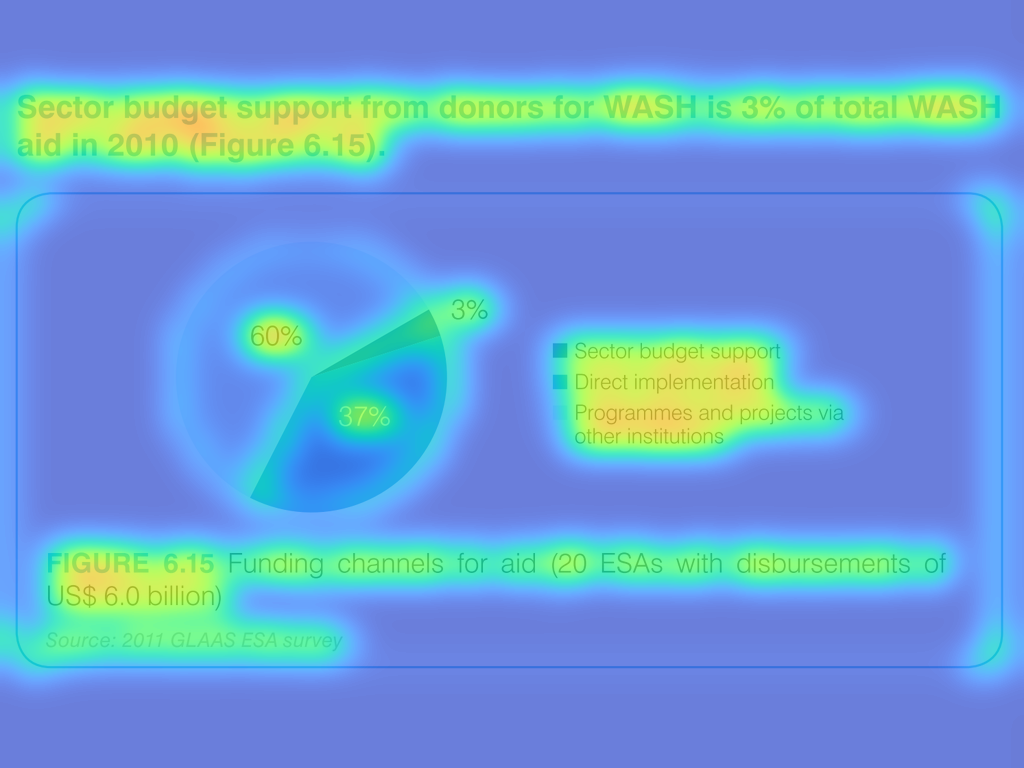 Sector budget support from donors for WASH is 3% of total WASH
aid in 2010 (Figure 6.15).
3%
60%
37%
Sector budget support
Direct implementation
Programmes and projects via
other institutions
FIGURE 6.15 Funding channels for aid (20 ESAs with disbursements of
US$ 6.0 billion)
Source: 2011 GLAAS ESA survey